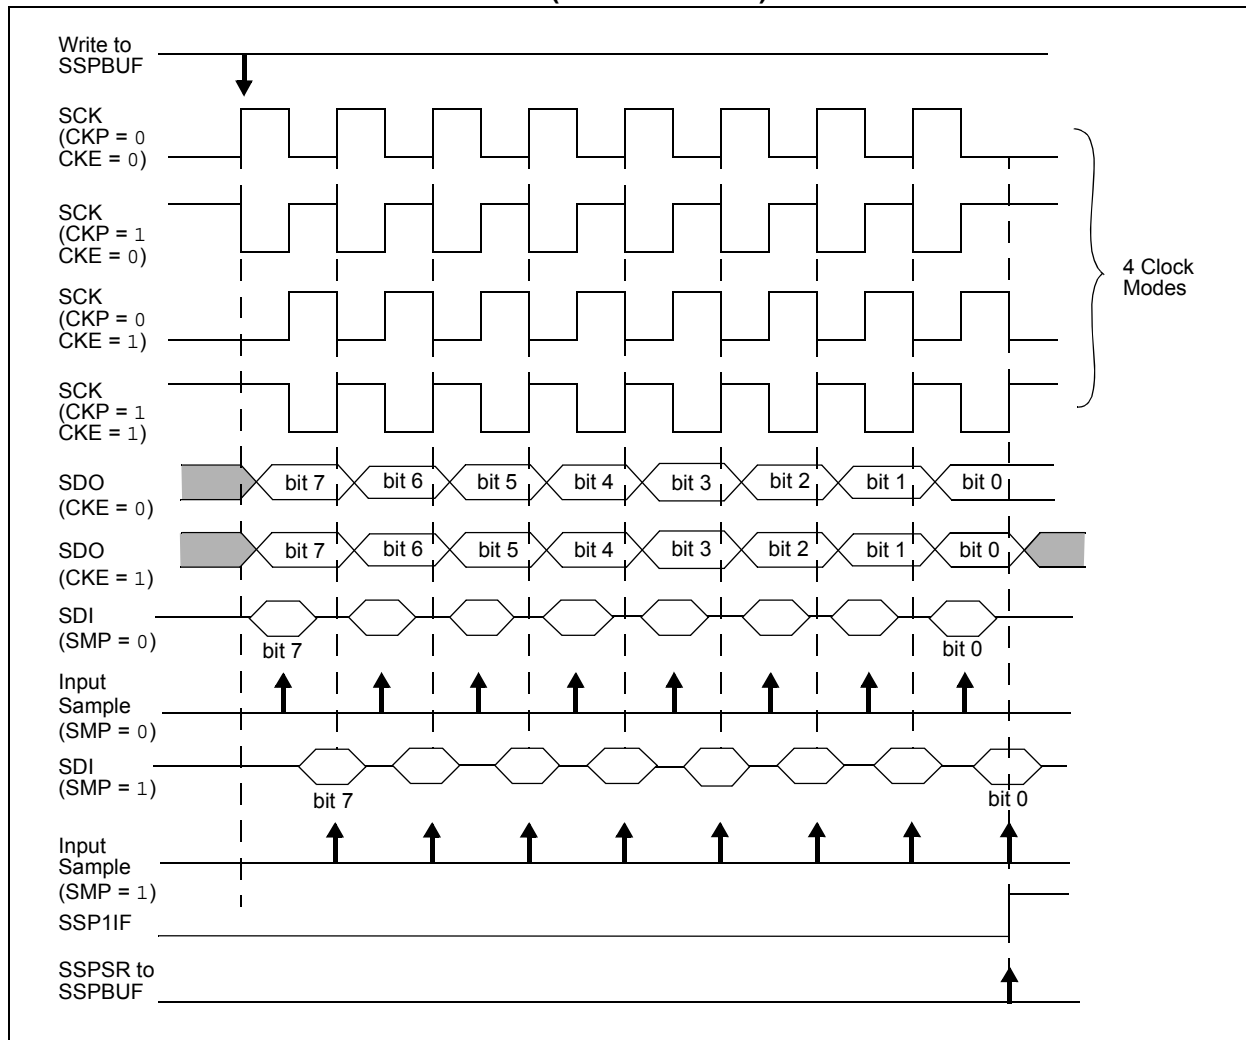 Write to
SSPBUF
SCK
(CKP = 0
CKE = 0)
SCK
(CKP = 1
CKE = 0)
SCK
(CKP = 0
CKE = 1)
SCK
(CKP = 1
CKE = 1)
4 Clock
Modes
SDO
(CKE = 0)
bit 7 bit 6 bit 5 bit 4 bit 3 bit 2 bit 1 bit 0
SDO
(CKE = 1)
bit 7 bit 6 bit 5 bit 4 bit 3 bit 2 bit 1 bit 0
SDI
(SMP = 0)
bit 7 bit 0
Input
Sample
(SMP = 0)
SDI
(SMP = 1)
bit 7 bit 0
Input
Sample
(SMP = 1)
SSP1IF
SSPSR to
SSPBUF